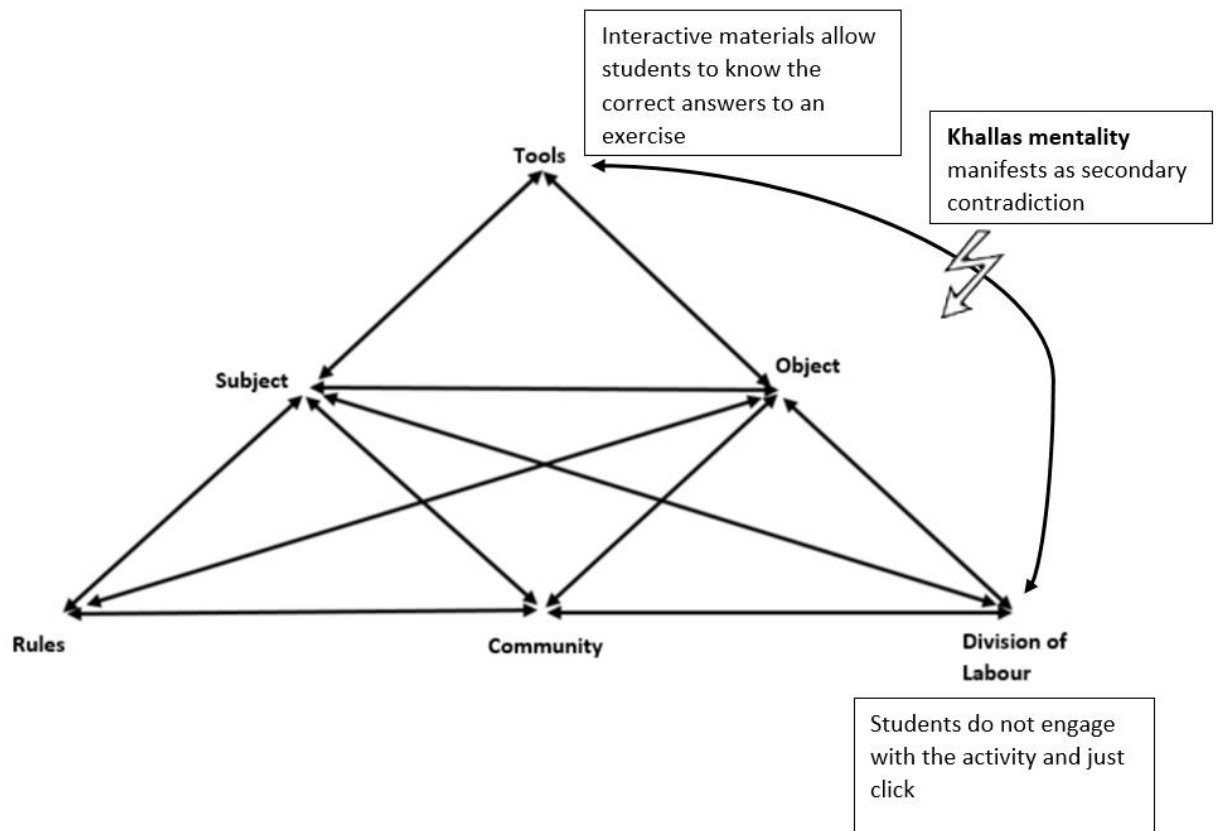 Interactive materials allow
students to know the
correct answers to an
exercise
Khallas mentality
manifests as secondary
contradiction
Tools
Subject
Object
Rules
Community
Division of
Labour
Students do not engage
with the activity and just
click